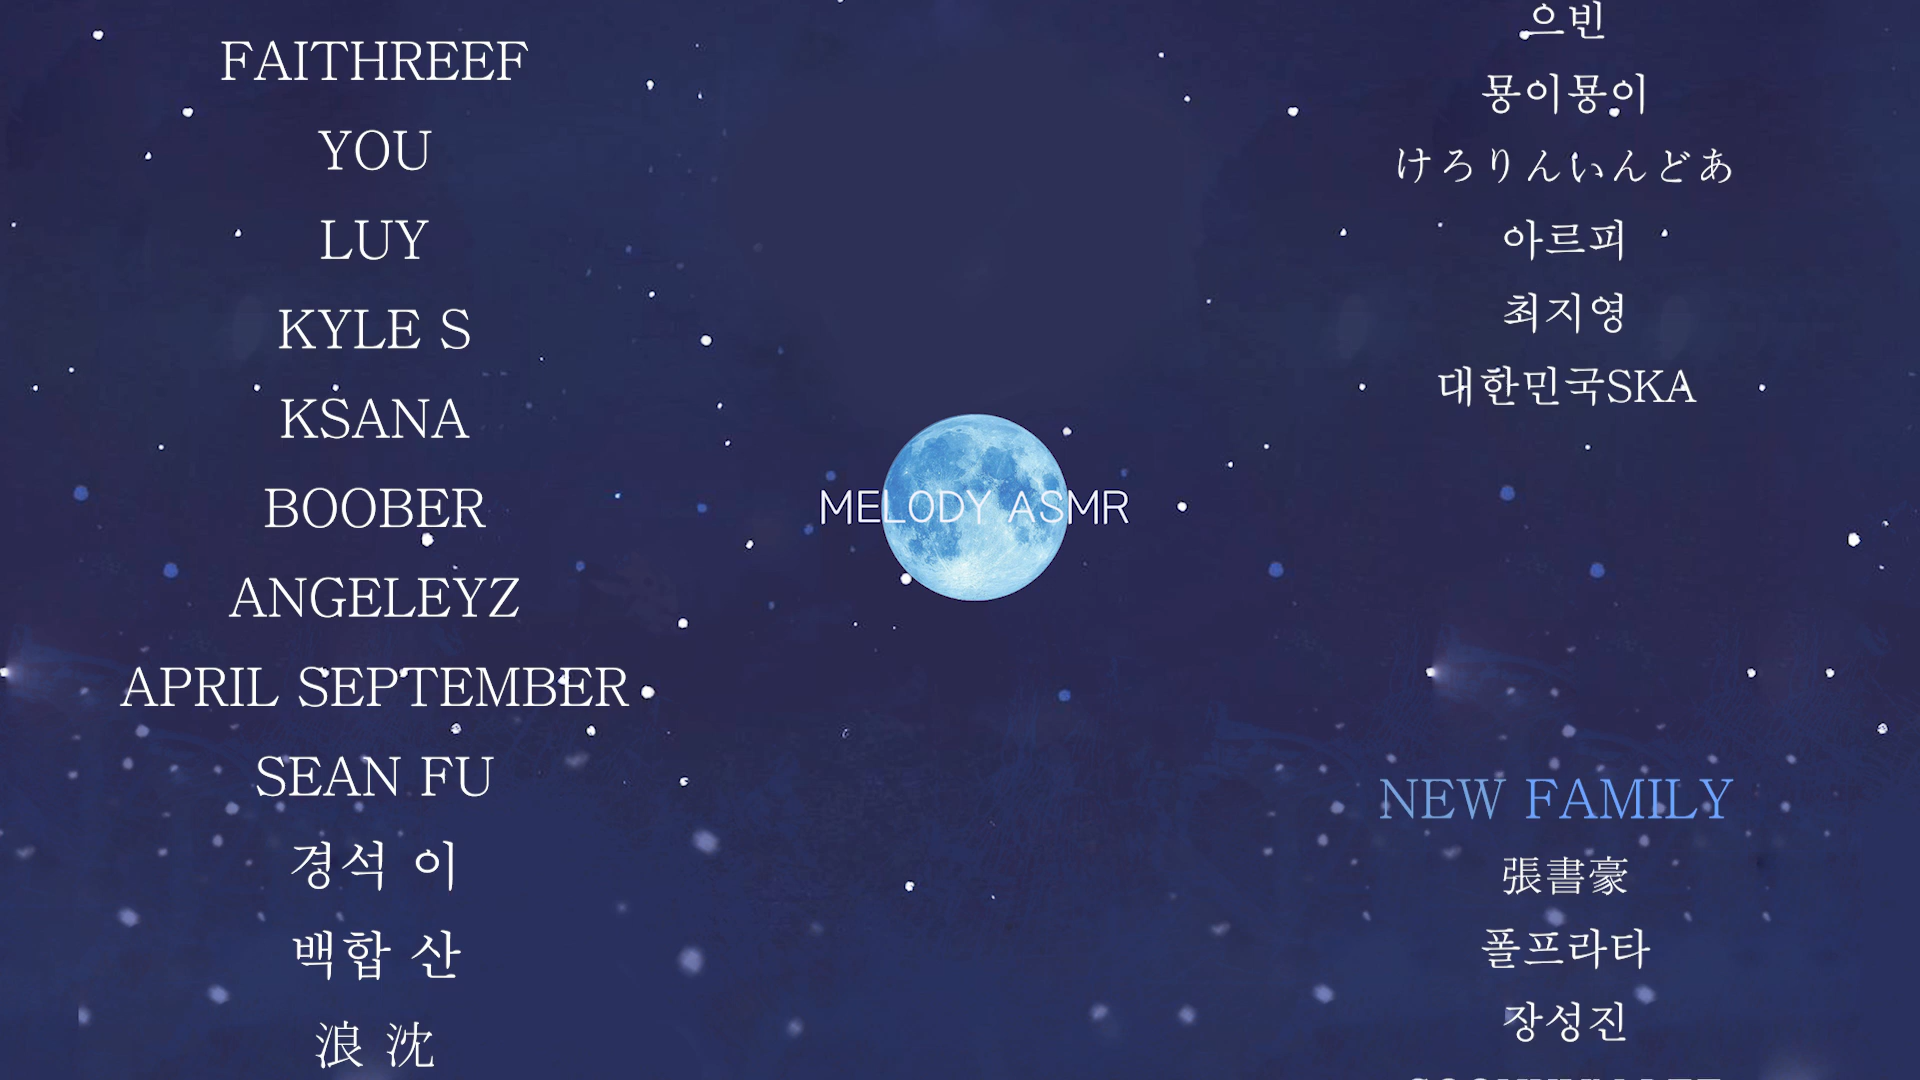 FAITHREEF
YOU
LUY
KYLE S
KSANA
BOOBER
ANGELEYZ
APRIL SEPTEMBER
SEAN FU
경석 이
백합 산
浪 沈
MELODY ASMR
으빈
묭이묭이
けろりんいんどあ
아르피
최지영
대한민국SKA
NEW FAMILY
張書豪
폴프라타
장성진